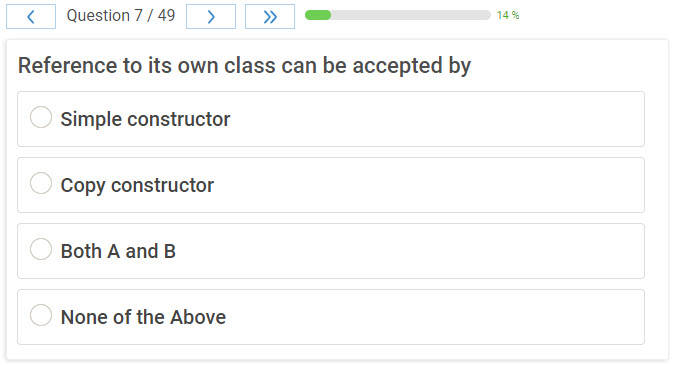 Question 7 / 49
14 %
Reference to its own class can be accepted by
Simple constructor
Copy constructor
Both A and B
None of the Above